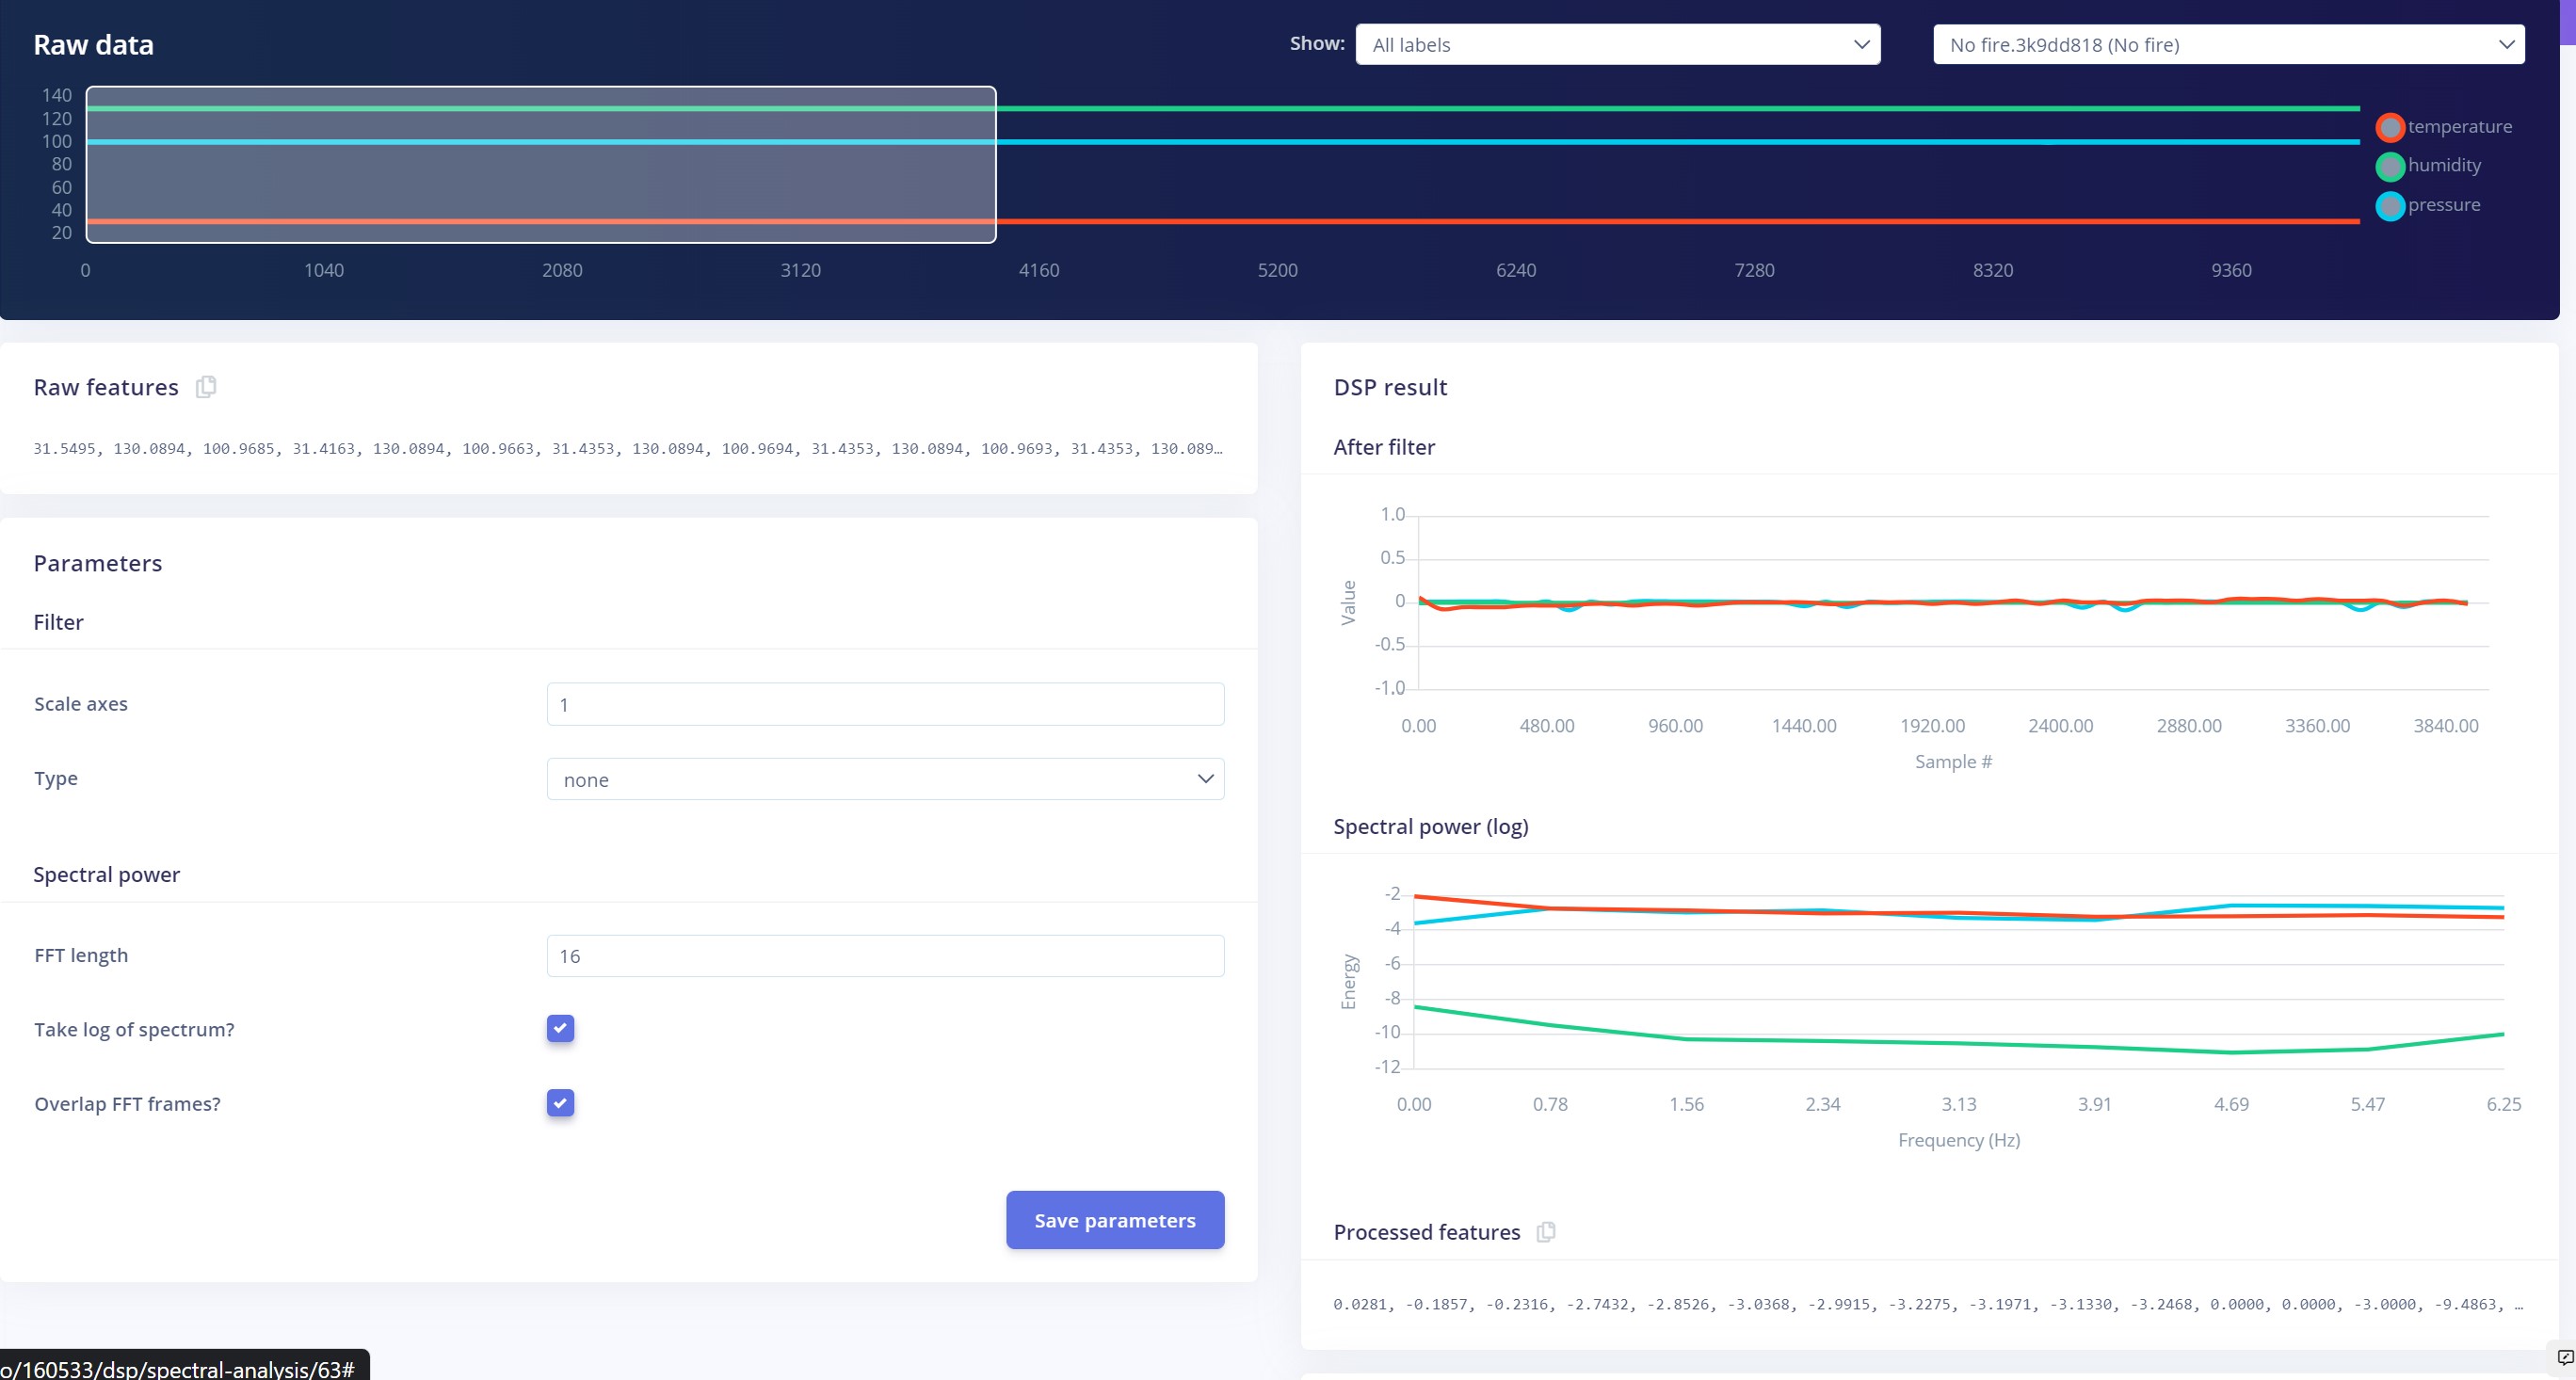 Raw data
Show: All labels
No fire.3k9dd818 (No fire)
140
120
100
80
60
40
20
0 1040 2080 3120 4160 5200 6240 7280 8320 9360
temperature
humidity
pressure
Raw features
31.5495, 130.0894, 100.9685, 31.4163, 130.0894, 100.9663, 31.4353, 130.0894, 100.9694, 31.4353, 130.0894, 100.9693, 31.4353, 130.089…
Parameters
Filter
Scale axes 1
Type none
Spectral power
FFT length 16
Take log of spectrum?
Overlap FFT frames?
Save parameters
DSP result
After filter
1.0
0.5
0
-0.5
-1.0
Value
0.00 480.00 960.00 1440.00 1920.00 2400.00 2880.00 3360.00 3840.00
Sample #
Spectral power (log)
-2
-4
-6
-8
-10
-12
Energy
0.00 0.78 1.56 2.34 3.13 3.91 4.69 5.47 6.25
Frequency (Hz)
Processed features
0.0281, -0.1857, -0.2316, -2.7432, -2.8526, -3.0368, -2.9915, -3.2275, -3.1971, -3.1330, -3.2468, 0.0000, 0.0000, -3.0000, -9.4863, …
o/160533/dsp/spectral-analysis/63#